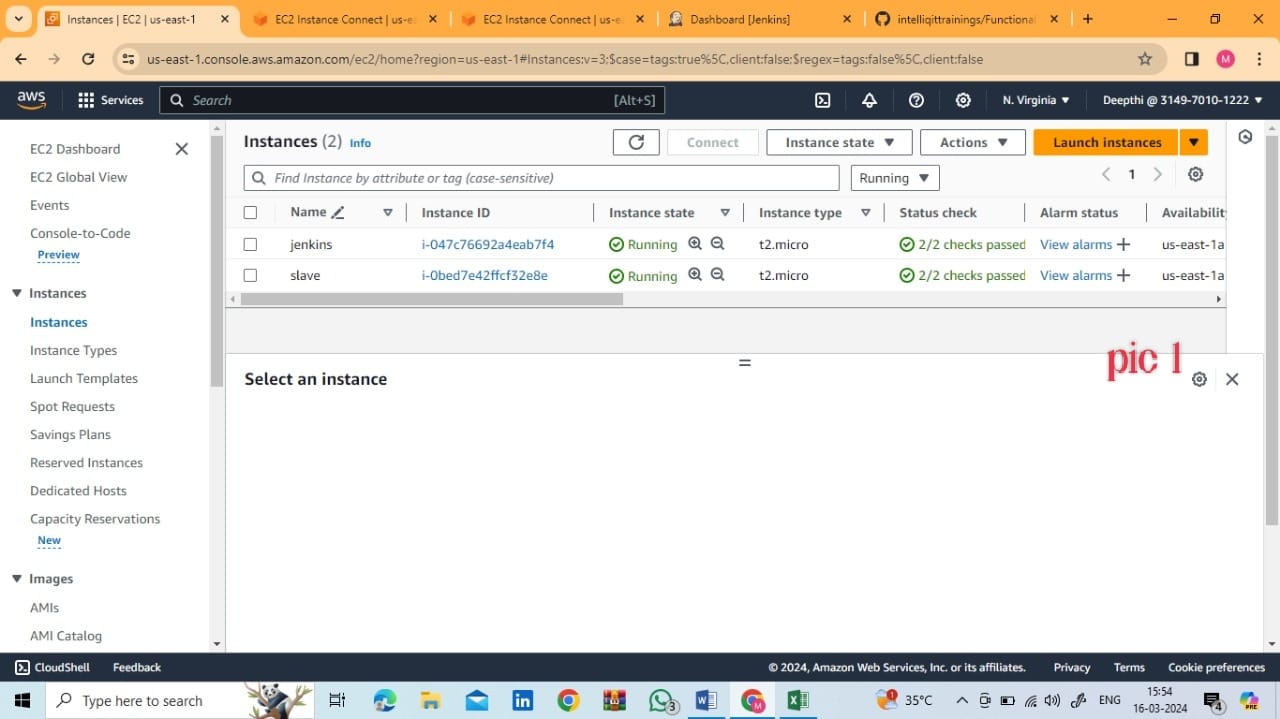 Instances | EC2 | us-east-1
EC2 Instance Connect | us-ea
EC2 Instance Connect | us-ea
Dashboard [Jenkins]
intelliqittrainings/Functional
us-east-1.console.aws.amazon.com/ec2/home?region=us-east-1#Instances:v=3;$case=tags:true%5C,client:false;$regex=tags:false%5C,client:false
M
aws
Services
Search
[Alt+S]
N. Virginia
Deepthi @ 3149-7010-1222
EC2 Dashboard
EC2 Global View
Events
Console-to-Code
Preview
Instances
Instances
Instance Types
Launch Templates
Spot Requests
Savings Plans
Reserved Instances
Dedicated Hosts
Capacity Reservations
New
Images
AMIs
AMI Catalog
Instances (2) Info
Connect
Instance state
Actions
Launch instances
Find Instance by attribute or tag (case-sensitive)
Running
1
Name Instance ID Instance state Instance type Status check Alarm status Availability
jenkins i-047c76692a4eab7f4 Running t2.micro 2/2 checks passed View alarms + us-east-1a
slave i-0bed7e42ffcf32e8e Running t2.micro 2/2 checks passed View alarms + us-east-1a
pic 1
Select an instance
CloudShell
Feedback
© 2024, Amazon Web Services, Inc. or its affiliates.
Privacy
Terms
Cookie preferences
Type here to search
3
35°C
ENG
15:54
16-03-2024
4
PRE